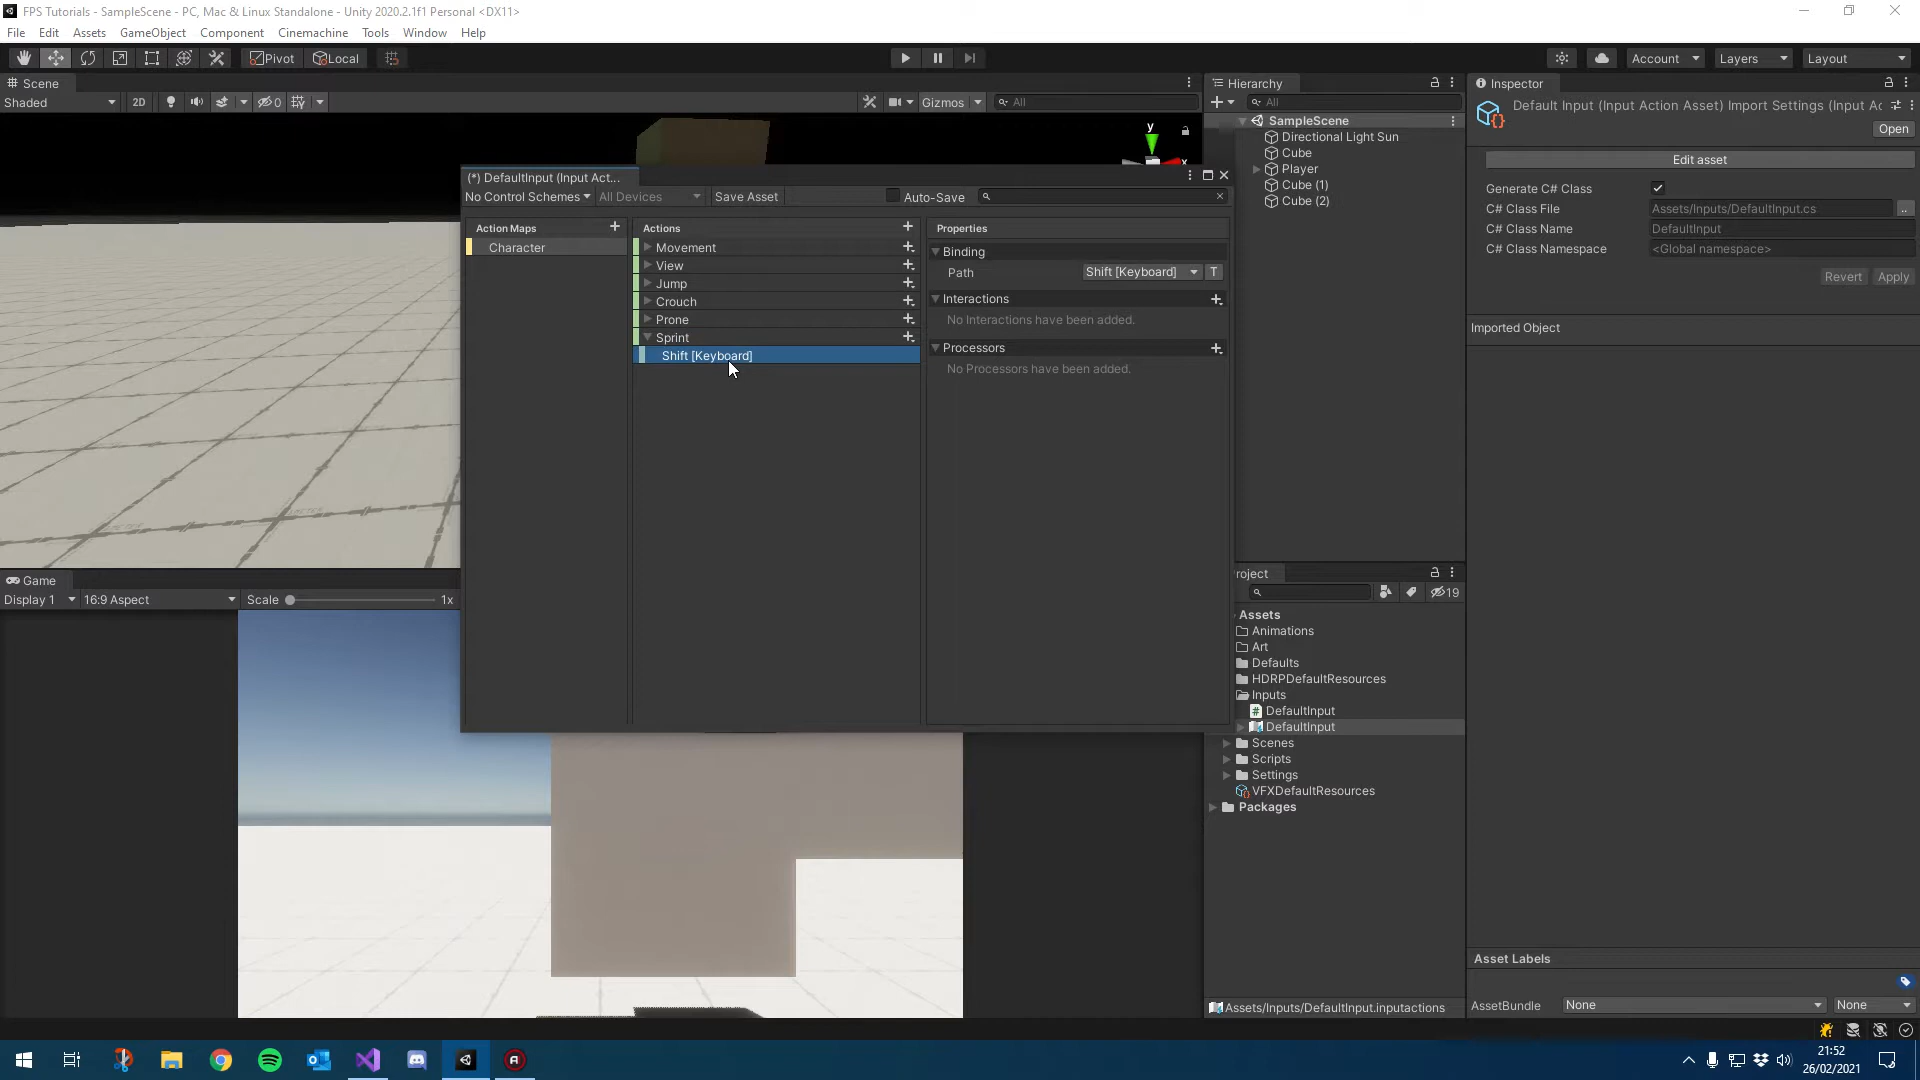 FPS Tutorials - SampleScene - PC, Mac & Linux Standalone - Unity 2020.2.1f1 Personal <DX11>
File Edit Assets GameObject Component Cinemachine Tools Window Help
Pivot Local Account Layers Layout
Scene
Shaded 2D 0 Gizmos All
y
x
Hierarchy
All
SampleScene
Directional Light Sun
Cube
Player
Cube (1)
Cube (2)
Inspector
Default Input (Input Action Asset) Import Settings (Input Ac
Open
Edit asset
Generate C# Class
C# Class File Assets/Inputs/DefaultInput.cs ..
C# Class Name DefaultInput
C# Class Namespace <Global namespace>
Revert Apply
Imported Object
(*) DefaultInput (Input Act...
No Control Schemes All Devices Save Asset Auto-Save
Action Maps
Character
Actions
Movement
View
Jump
Crouch
Prone
Sprint
Shift [Keyboard]
Properties
Binding
Path Shift [Keyboard] T
Interactions
No Interactions have been added.
Processors
No Processors have been added.
Game
Display 1 16:9 Aspect Scale 1x
roject
19
Assets
Animations
Art
Defaults
HDRPDefaultResources
Inputs
DefaultInput
DefaultInput
Scenes
Scripts
Settings
VFXDefaultResources
Packages
Assets/Inputs/DefaultInput.inputactions
Asset Labels
AssetBundle None None
21:52
26/02/2021